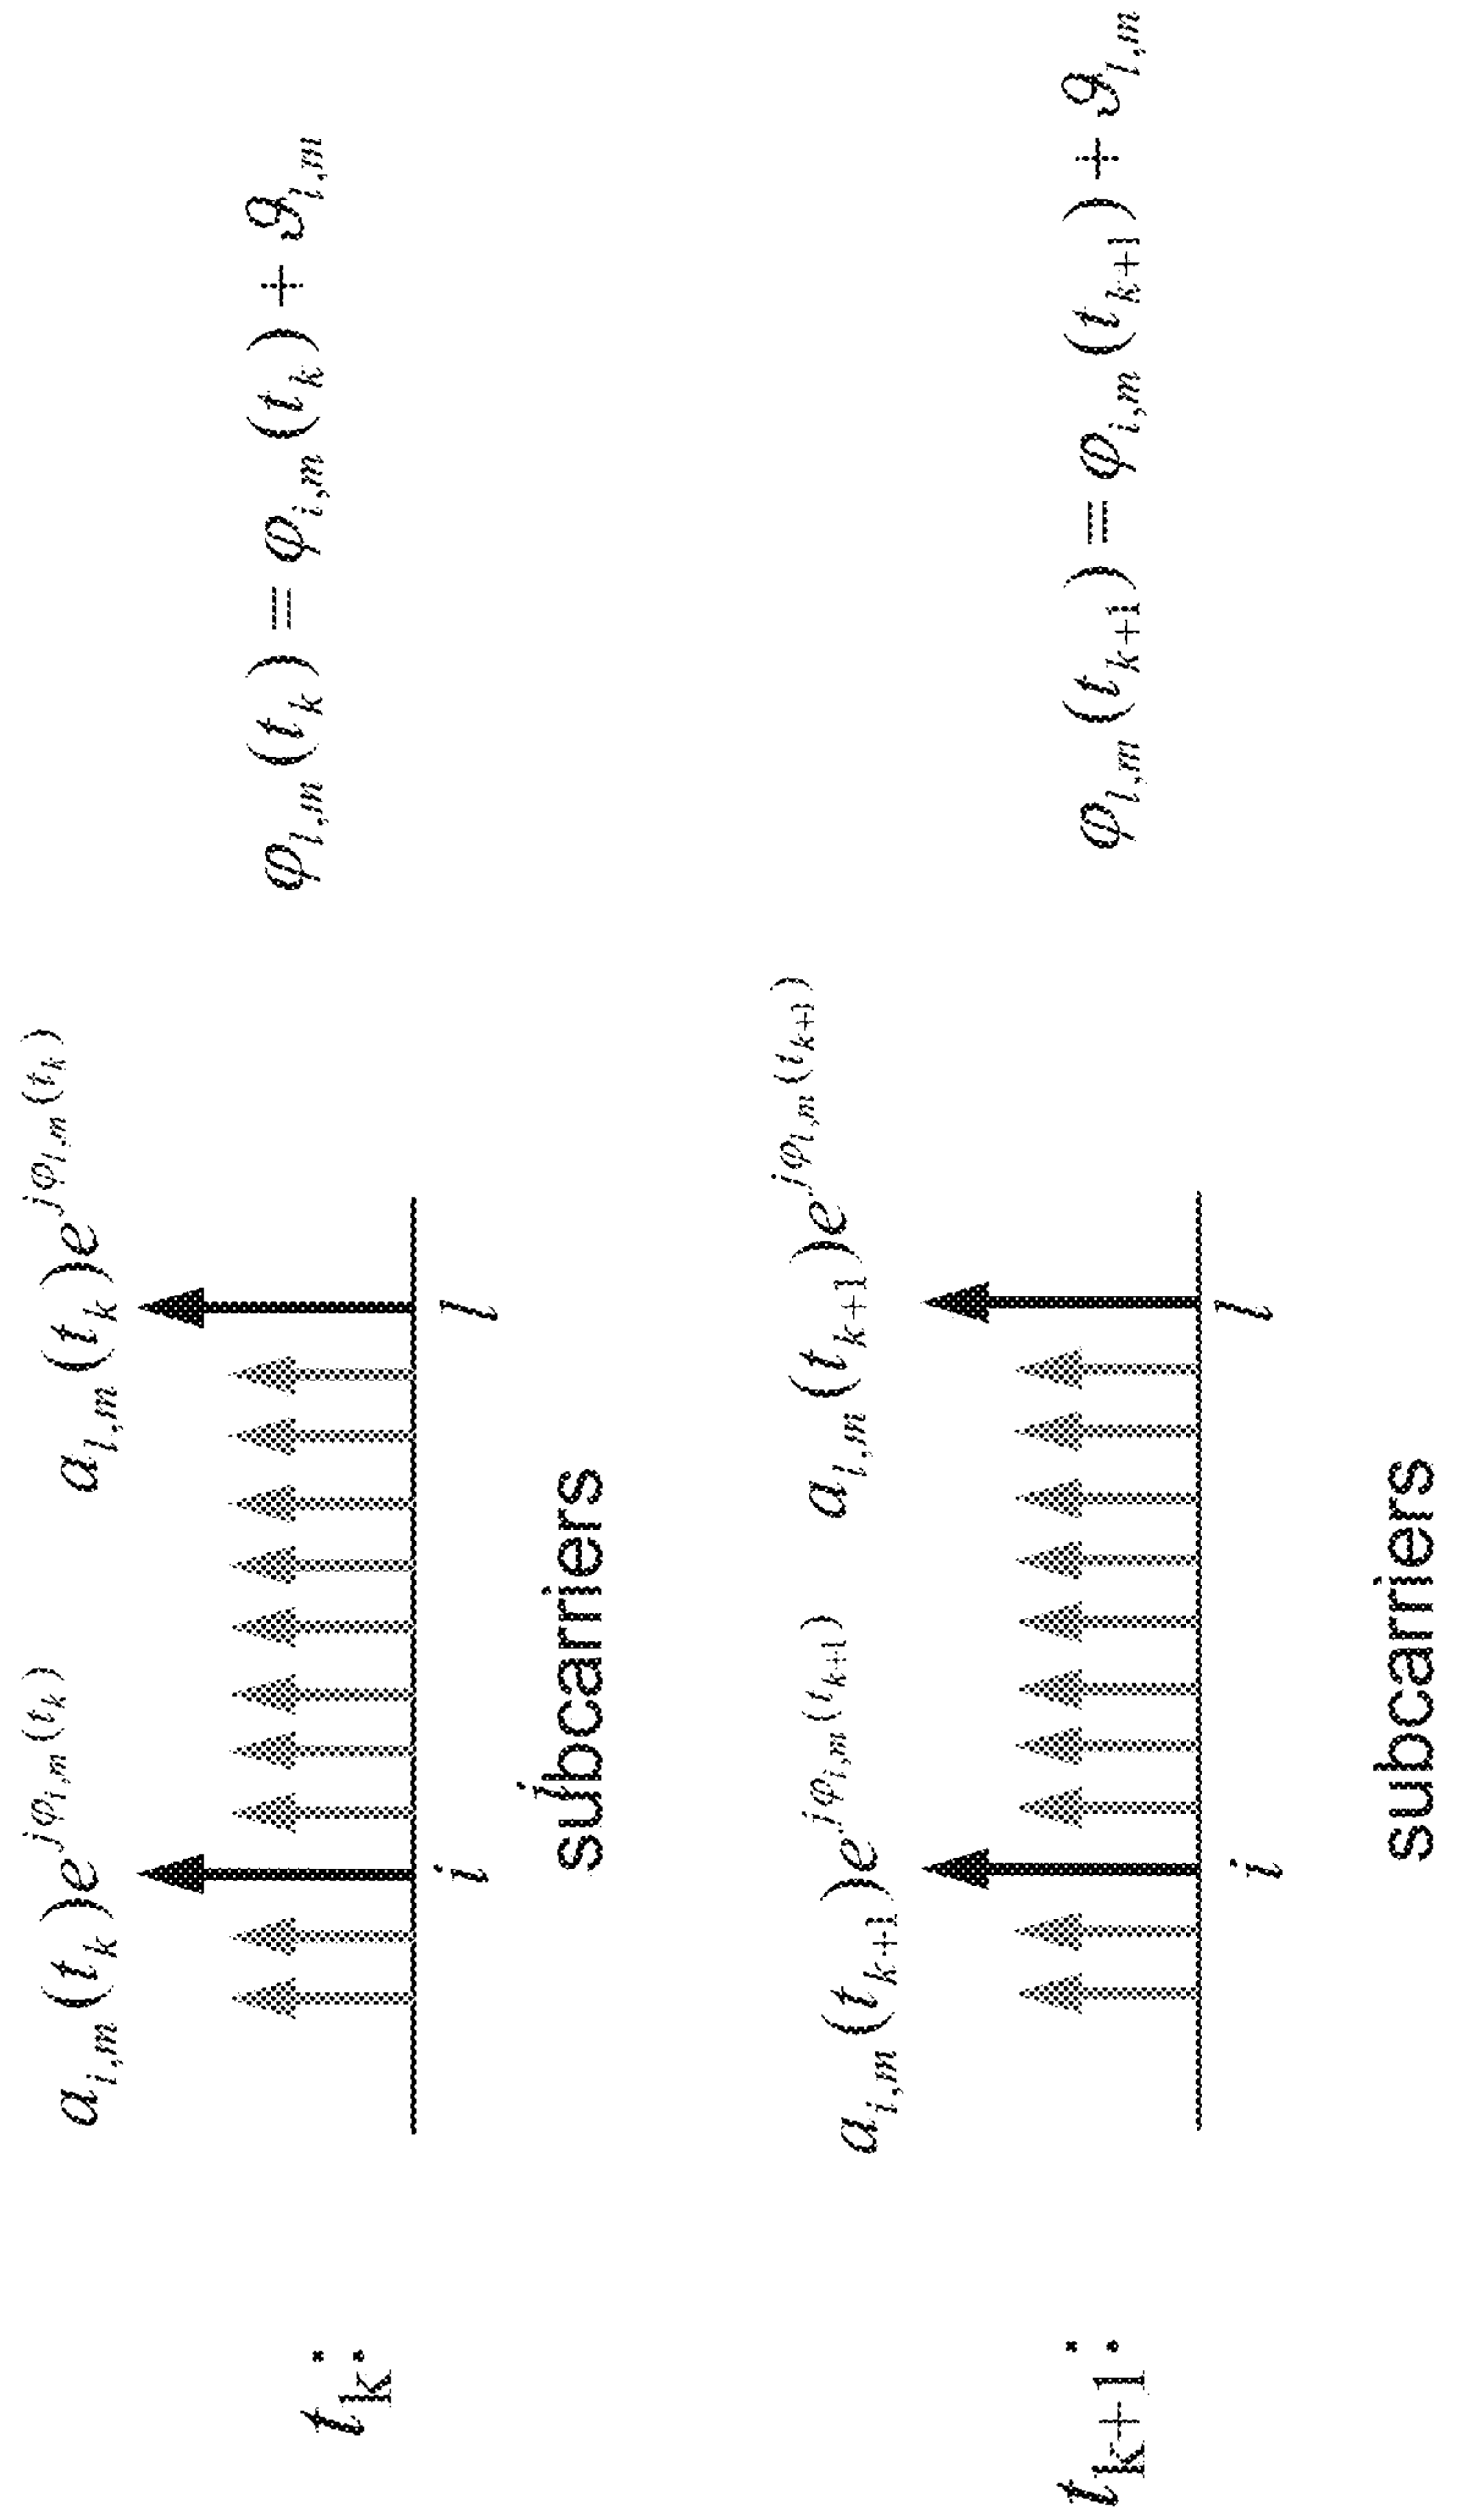 a_{i,m}(t_k)e^{jφ_{i,m}(t_k)} a_{l,m}(t_k)e^{jφ_{l,m}(t_k)}
t_k: φ_{l,m}(t_k) = φ_{i,m}(t_k) + ϑ_{l,m}
i l
subcarriers
a_{i,m}(t_{k+1})e^{jφ_{i,m}(t_{k+1})} a_{l,m}(t_{k+1})e^{jφ_{l,m}(t_{k+1})}
t_{k+1}: φ_{l,m}(t_{k+1}) = φ_{i,m}(t_{k+1}) + ϑ_{l,m}
i l
subcarriers